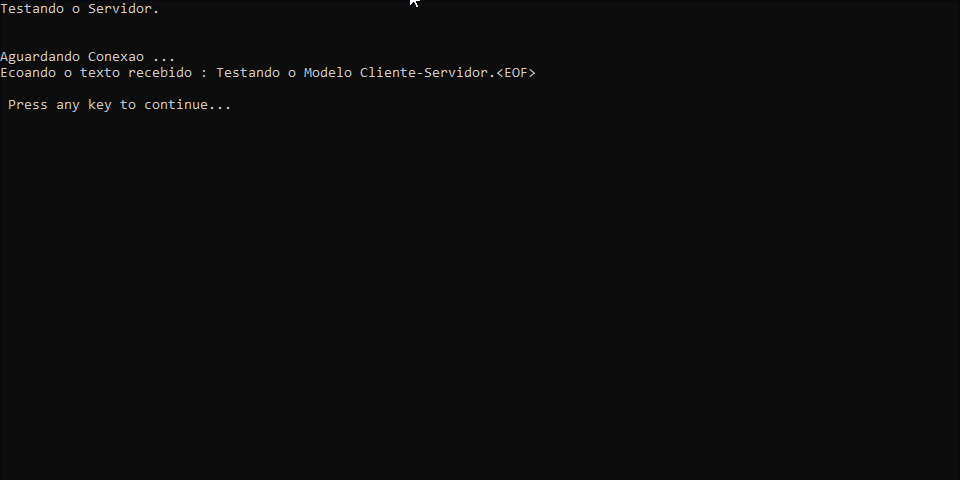 Testando o Servidor.
Aguardando Conexao ...
Ecoando o texto recebido : Testando o Modelo Cliente-Servidor.<EOF>
Press any key to continue...